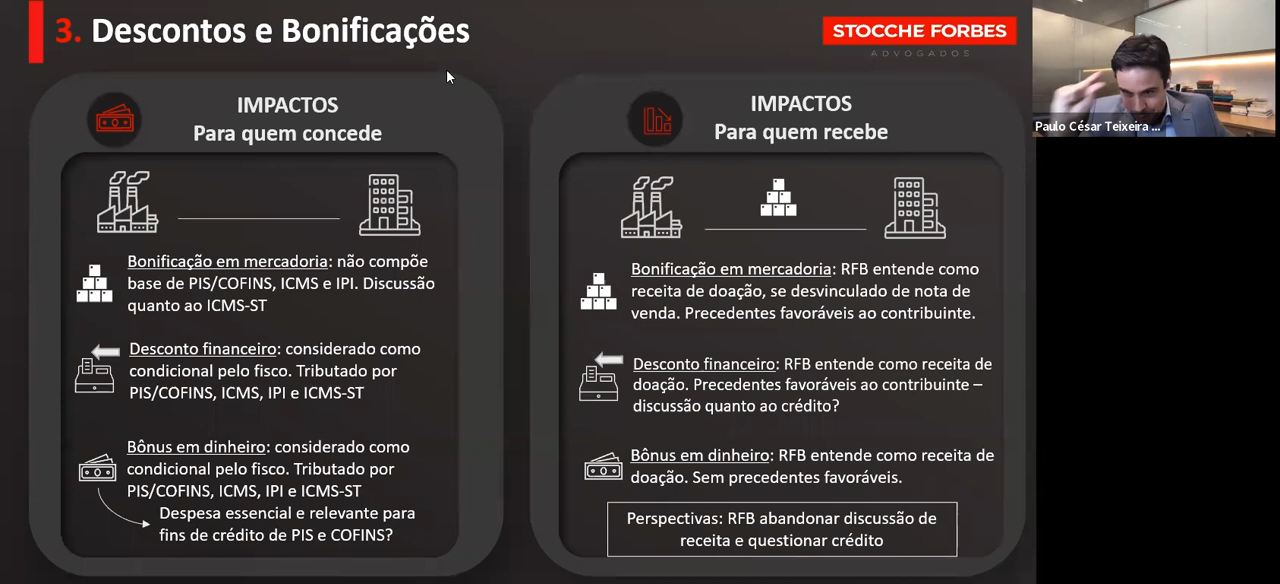 3. Descontos e Bonificações
STOCCHE FORBES
ADVOGADOS
IMPACTOS
Para quem concede
Bonificação em mercadoria: não compõe
base de PIS/COFINS, ICMS e IPI. Discussão
quanto ao ICMS-ST
Desconto financeiro: considerado como
condicional pelo fisco. Tributado por
PIS/COFINS, ICMS, IPI e ICMS-ST
Bônus em dinheiro: considerado como
condicional pelo fisco. Tributado por
PIS/COFINS, ICMS, IPI e ICMS-ST
Despesa essencial e relevante para
fins de crédito de PIS e COFINS?
IMPACTOS
Para quem recebe
Bonificação em mercadoria: RFB entende como
receita de doação, se desvinculado de nota de
venda. Precedentes favoráveis ao contribuinte.
Desconto financeiro: RFB entende como receita de
doação. Precedentes favoráveis ao contribuinte –
discussão quanto ao crédito?
Bônus em dinheiro: RFB entende como receita de
doação. Sem precedentes favoráveis.
Perspectivas: RFB abandonar discussão de
receita e questionar crédito
Paulo César Teixeira ...